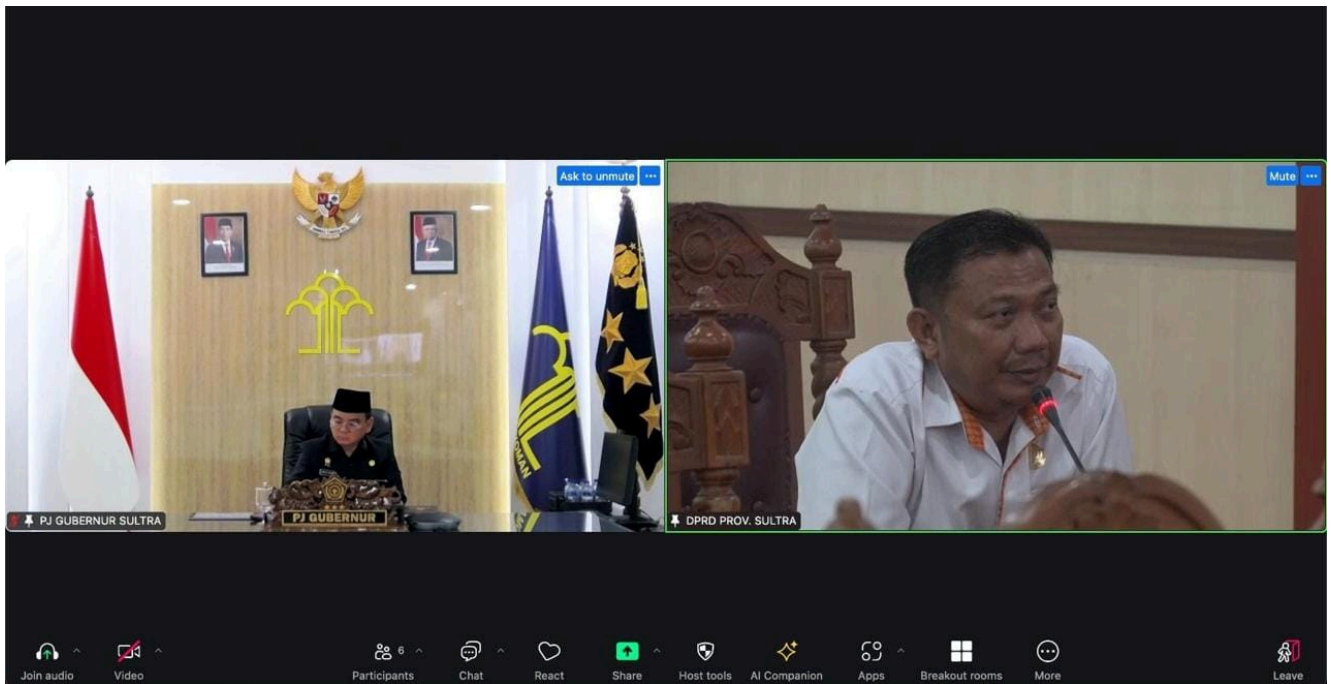 Ask to unmute
Mute
PJ GUBERNUR
PJ GUBERNUR SULTRA
DPRD PROV. SULTRA
6
Join audio
Video
Participants
Chat
React
Share
Host tools
AI Companion
Apps
Breakout rooms
More
Leave